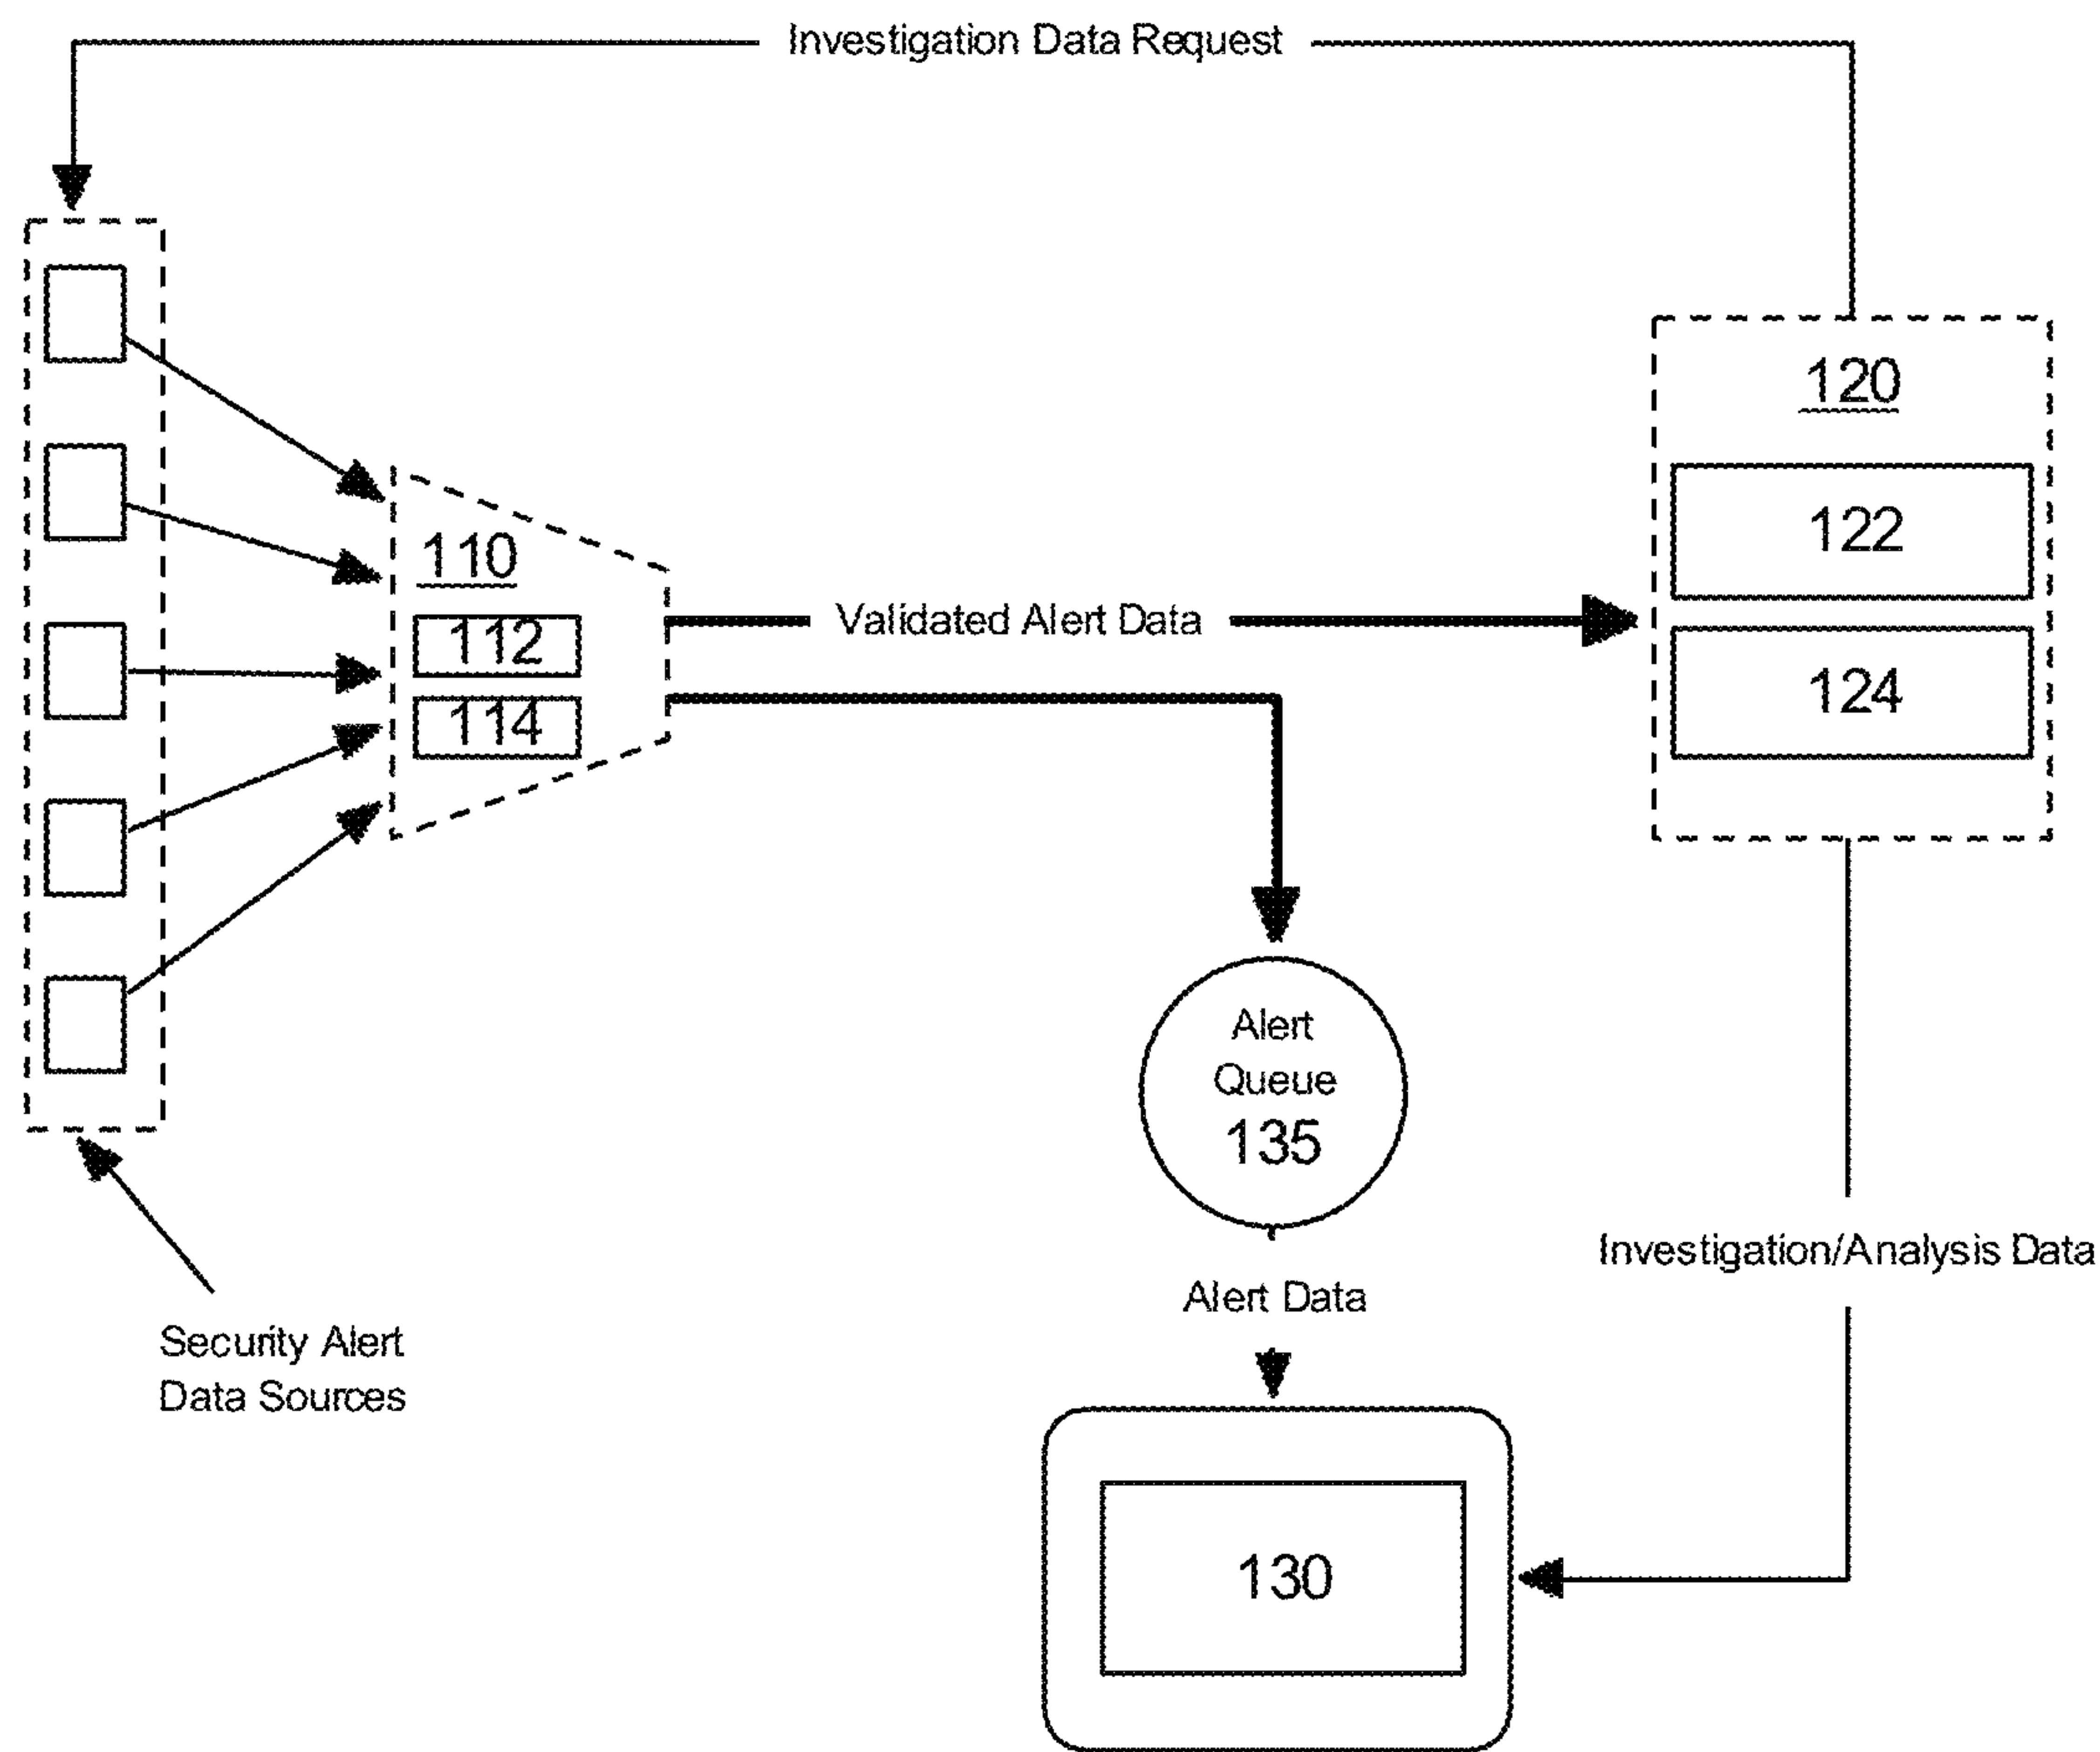 Investigation Data Request
120
122
110
Validated Alert Data
112
124
114
Alert
Queue
135
Investigation/Analysis Data
Alert Data
Security Alert
Data Sources
130